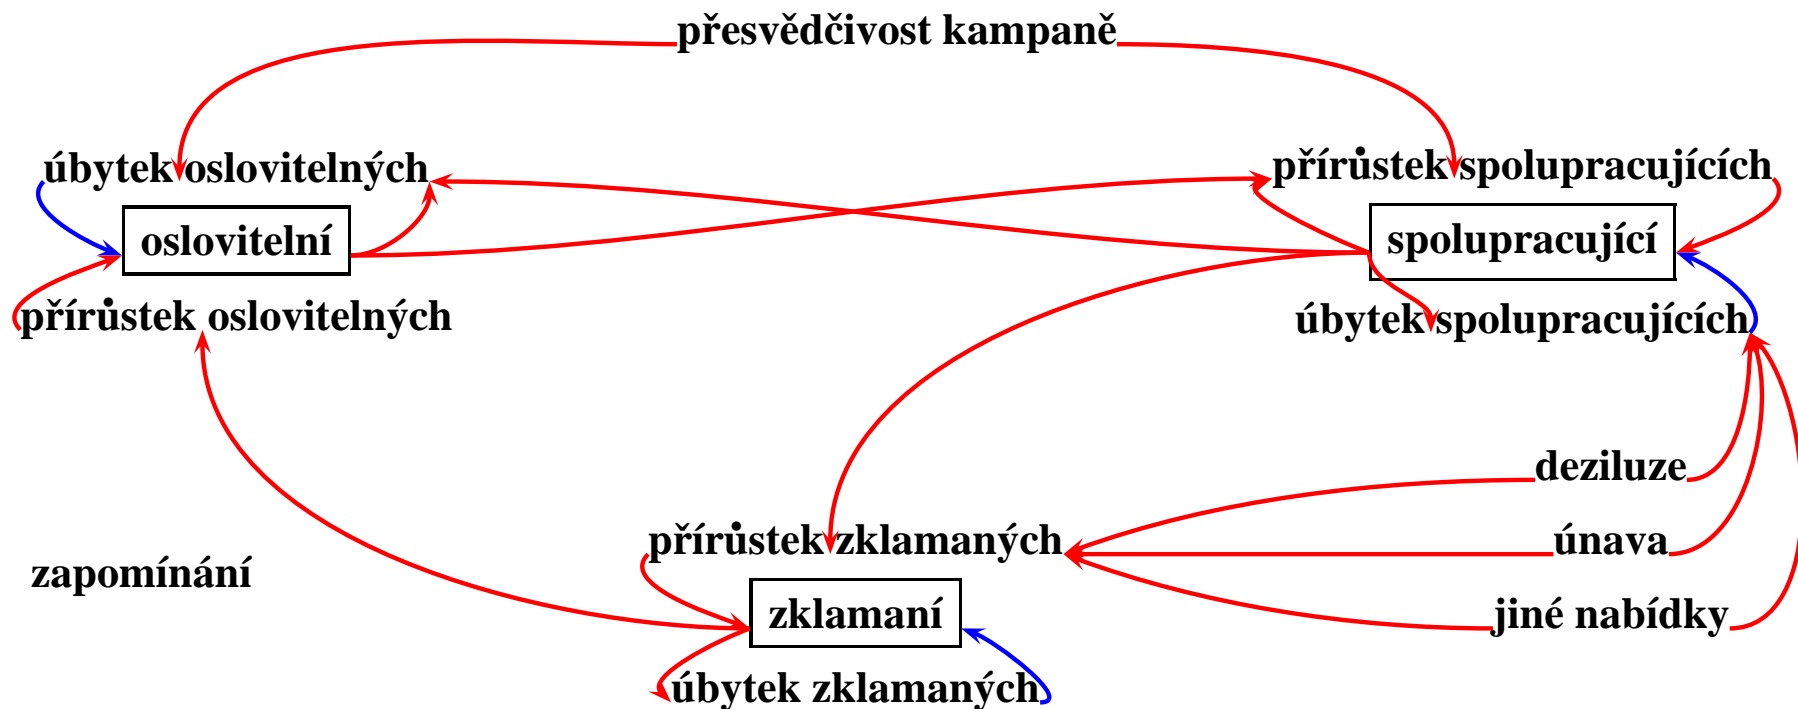 přesvědčivost kampaně
úbytek oslovitelných
přírůstek spolupracujících
oslovitelní
spolupracující
přírůstek oslovitelných
úbytek spolupracujících
deziluze
přírůstek zklamaných
únava
zapomínání
zklamaní
jiné nabídky
úbytek zklamaných